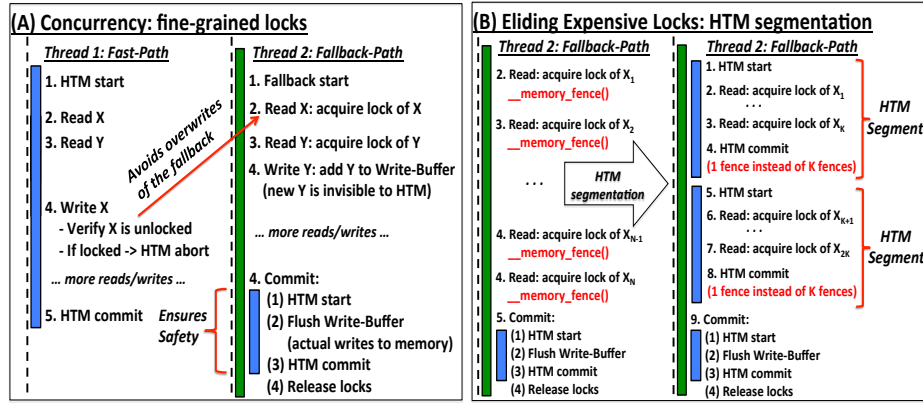 (A) Concurrency: fine-grained locks
Thread 1: Fast-Path
1. HTM start
2. Read X
3. Read Y
4. Write X
- Verify X is unlocked
- If locked -> HTM abort
... more reads/writes ...
5. HTM commit
Avoids overwrites
of the fallback
Thread 2: Fallback-Path
1. Fallback start
2. Read X: acquire lock of X
3. Read Y: acquire lock of Y
4. Write Y: add Y to Write-Buffer
(new Y is invisible to HTM)
... more reads/writes ...
4. Commit:
(1) HTM start
(2) Flush Write-Buffer
(actual writes to memory)
(3) HTM commit
(4) Release locks
Ensures
Safety
(B) Eliding Expensive Locks: HTM segmentation
Thread 2: Fallback-Path
2. Read: acquire lock of X1
__memory_fence()
3. Read: acquire lock of X2
__memory_fence()
...
4. Read: acquire lock of XN-1
__memory_fence()
4. Read: acquire lock of XN
__memory_fence()
5. Commit:
(1) HTM start
(2) Flush Write-Buffer
(3) HTM commit
(4) Release locks
HTM
segmentation
Thread 2: Fallback-Path
1. HTM start
2. Read: acquire lock of X1
...
3. Read: acquire lock of XK
4. HTM commit
(1 fence instead of K fences)
5. HTM start
6. Read: acquire lock of XK+1
...
7. Read: acquire lock of X2K
8. HTM commit
(1 fence instead of K fences)
9. Commit:
(1) HTM start
(2) Flush Write-Buffer
(3) HTM commit
(4) Release locks
HTM
Segment
HTM
Segment